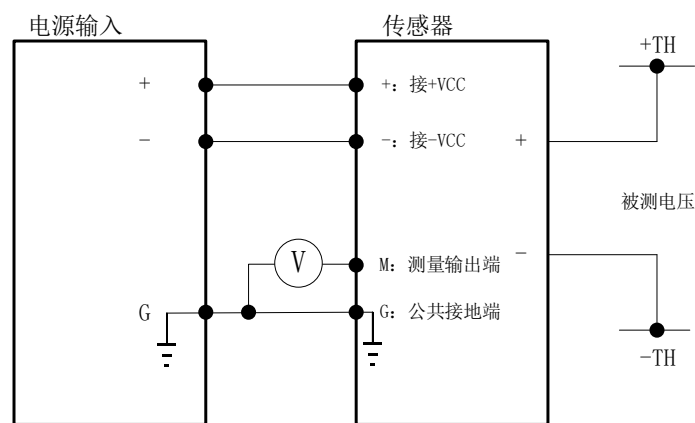 电源输入
传感器
+TH
+
+: 接+VCC
-
-: 接-VCC
+
被测电压
V
M: 测量输出端
-
G
G: 公共接地端
-TH